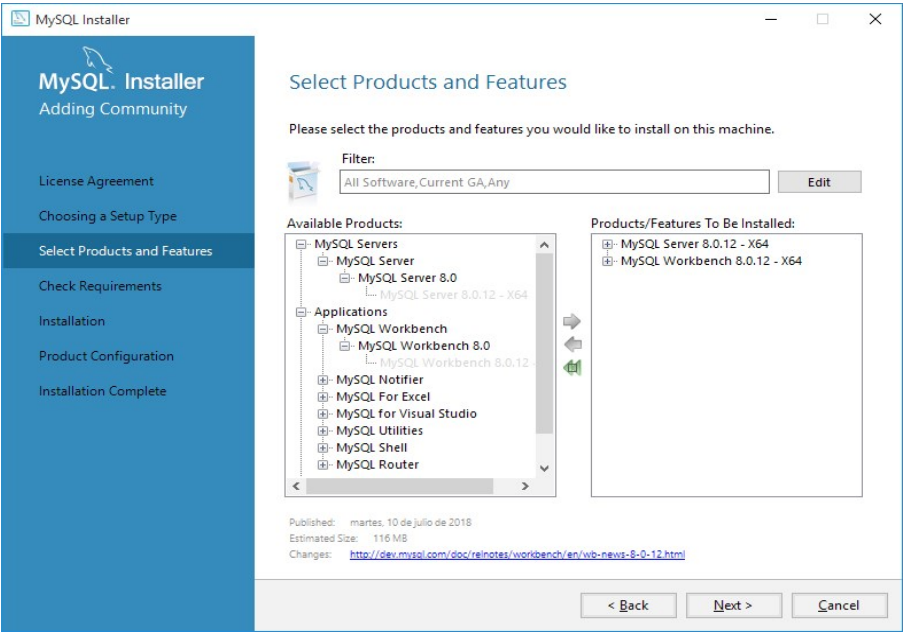 MySQL Installer
MySQL. Installer
Adding Community
License Agreement
Choosing a Setup Type
Select Products and Features
Check Requirements
Installation
Product Configuration
Installation Complete
Select Products and Features
Please select the products and features you would like to install on this machine.
Filter:
All Software,Current GA,Any
Edit
Available Products:
MySQL Servers
MySQL Server
MySQL Server 8.0
MySQL Server 8.0.12 - X64
Applications
MySQL Workbench
MySQL Workbench 8.0
MySQL Workbench 8.0.12 -
MySQL Notifier
MySQL For Excel
MySQL for Visual Studio
MySQL Utilities
MySQL Shell
MySQL Router
Products/Features To Be Installed:
MySQL Server 8.0.12 - X64
MySQL Workbench 8.0.12 - X64
Published: martes, 10 de julio de 2018
Estimated Size: 116 MB
Changes: http://dev.mysql.com/doc/relnotes/workbench/en/wb-news-8-0-12.html
< Back
Next >
Cancel